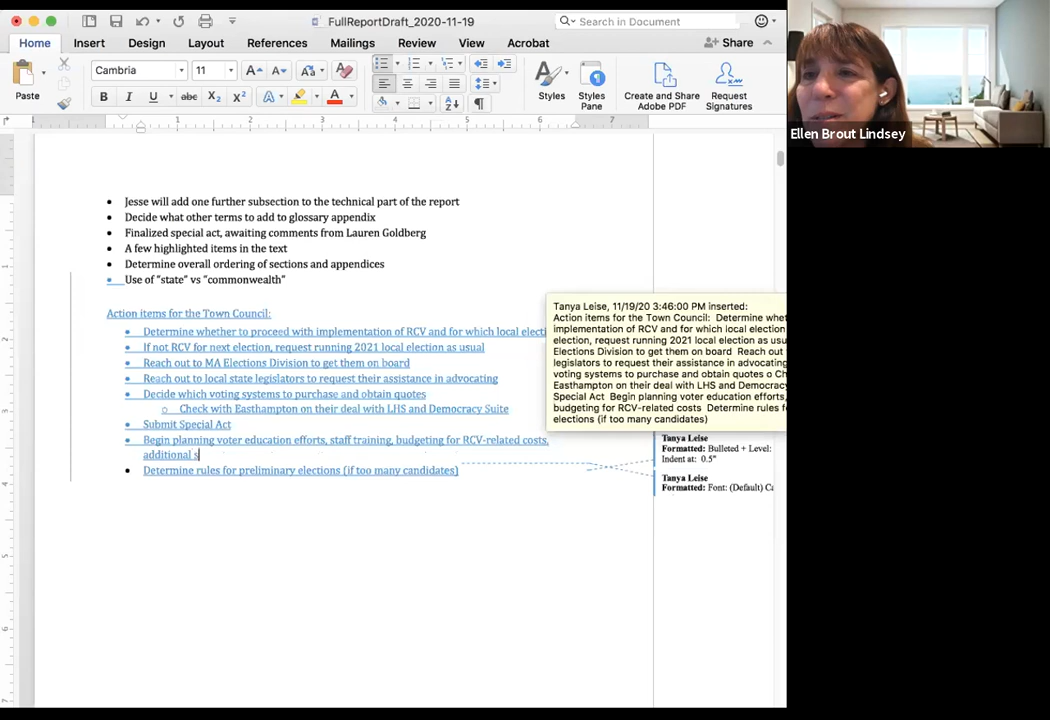 FullReportDraft_2020-11-19
Search in Document
Home Insert Design Layout References Mailings Review View Acrobat Share
Paste
Cambria 11
Styles
Styles Pane
Create and Share Adobe PDF
Request Signatures
Ellen Brout Lindsey
Jesse will add one further subsection to the technical part of the report
Decide what other terms to add to glossary appendix
Finalized special act, awaiting comments from Lauren Goldberg
A few highlighted items in the text
Determine overall ordering of sections and appendices
Use of “state” vs “commonwealth”
Action items for the Town Council:
Determine whether to proceed with implementation of RCV and for which local electi
If not RCV for next election, request running 2021 local election as usual
Reach out to MA Elections Division to get them on board
Reach out to local state legislators to request their assistance in advocating
Decide which voting systems to purchase and obtain quotes
o Check with Easthampton on their deal with LHS and Democracy Suite
Submit Special Act
Begin planning voter education efforts, staff training, budgeting for RCV-related costs,
additional s
Determine rules for preliminary elections (if too many candidates)
Tanya Leise, 11/19/20 3:46:00 PM inserted:
Action items for the Town Council: Determine whet
implementation of RCV and for which local election
election, request running 2021 local election as usu
Elections Division to get them on board Reach out
legislators to request their assistance in advocating
voting systems to purchase and obtain quotes o Ch
Easthampton on their deal with LHS and Democracy
Special Act Begin planning voter education efforts,
budgeting for RCV-related costs Determine rules fo
elections (if too many candidates)
Tanya Leise
Formatted: Bulleted + Level:
Indent at: 0.5"
Tanya Leise
Formatted: Font: (Default) Ca